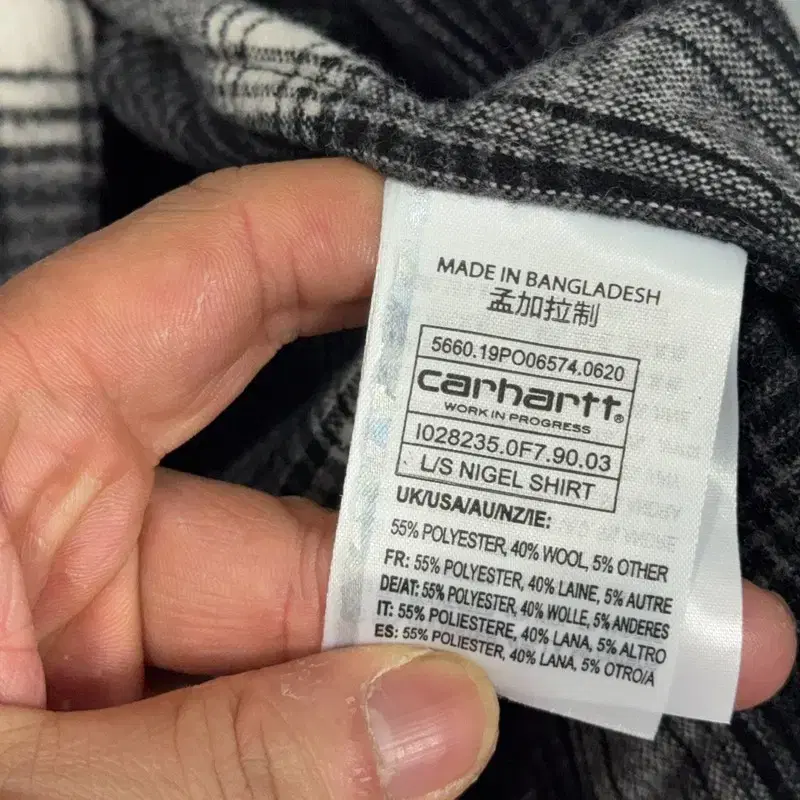 MADE IN BANGLADESH
孟加拉制
5660.19PO06574.0620
carhartt®
WORK IN PROGRESS
I028235.0F7.90.03
L/S NIGEL SHIRT
UK/USA/AU/NZ/IE:
55% POLYESTER, 40% WOOL, 5% OTHER
FR: 55% POLYESTER, 40% LAINE, 5% AUTRE
DE/AT: 55% POLYESTER, 40% WOLLE, 5% ANDERES
IT: 55% POLIESTERE, 40% LANA, 5% ALTRO
ES: 55% POLIESTER, 40% LANA, 5% OTRO/A